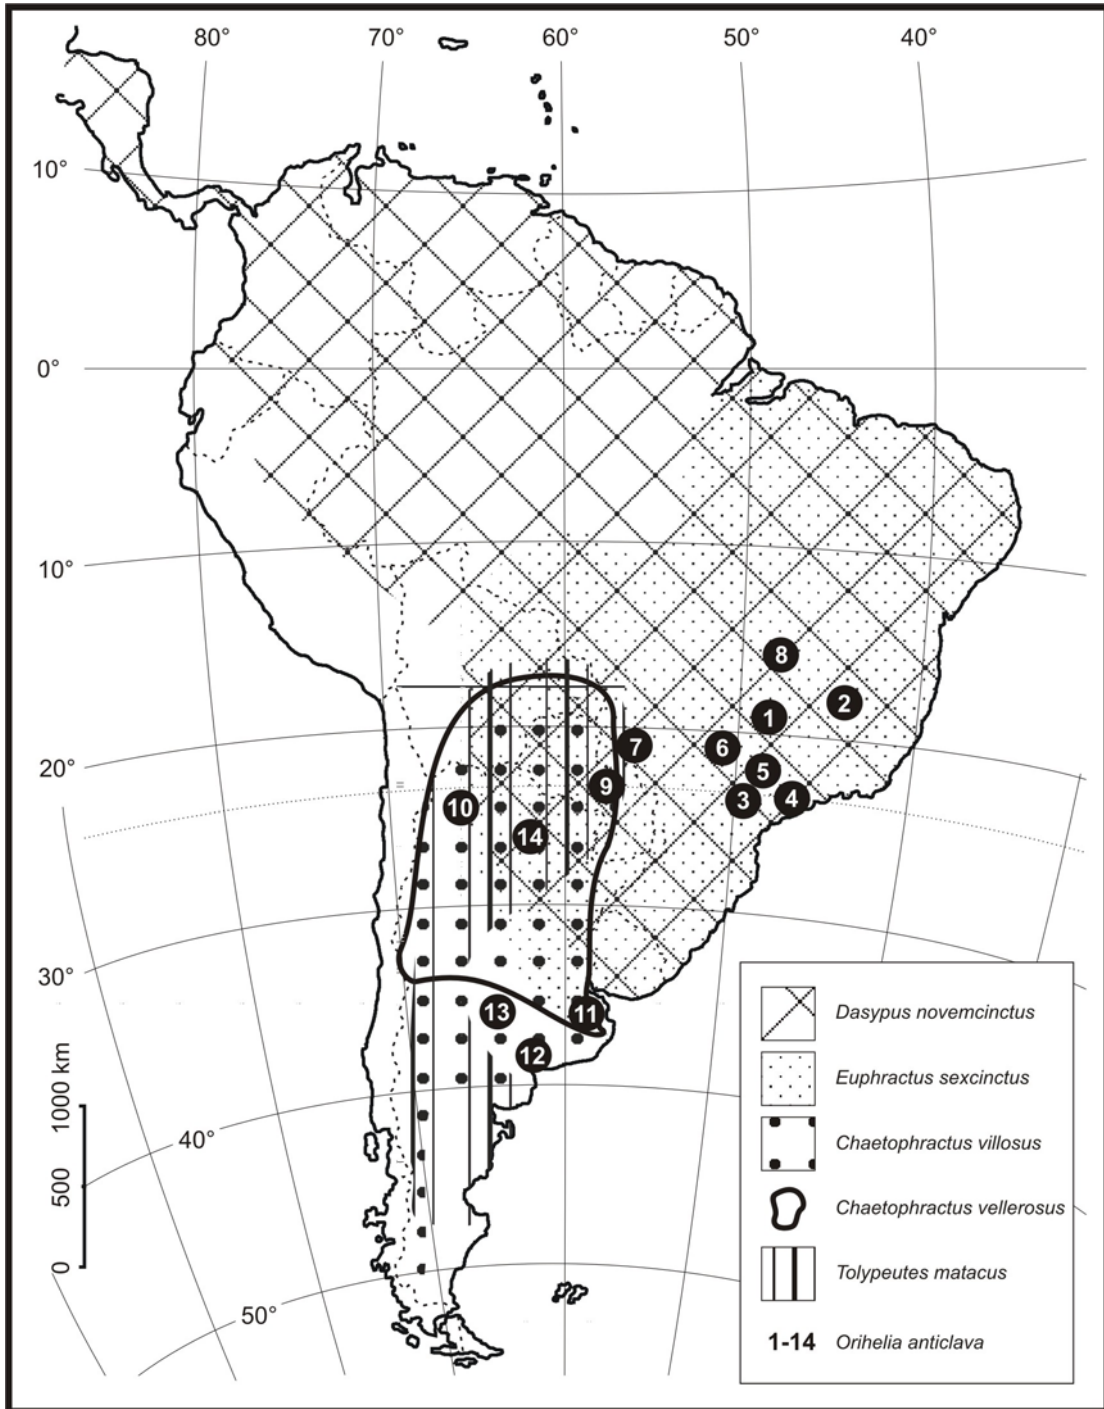 80° 70° 60° 50° 40°
10°
0°
10°
8
2
1
7 6
20°
5
9
3 4
10
14
30°
13 11
12
Dasypus novemcinctus
Euphractus sexcinctus
40°
Chaetophractus villosus
Chaetophractus vellerosus
Tolypeutes matacus
50°
1-14 Orihelia anticlava
0 500 1000 km